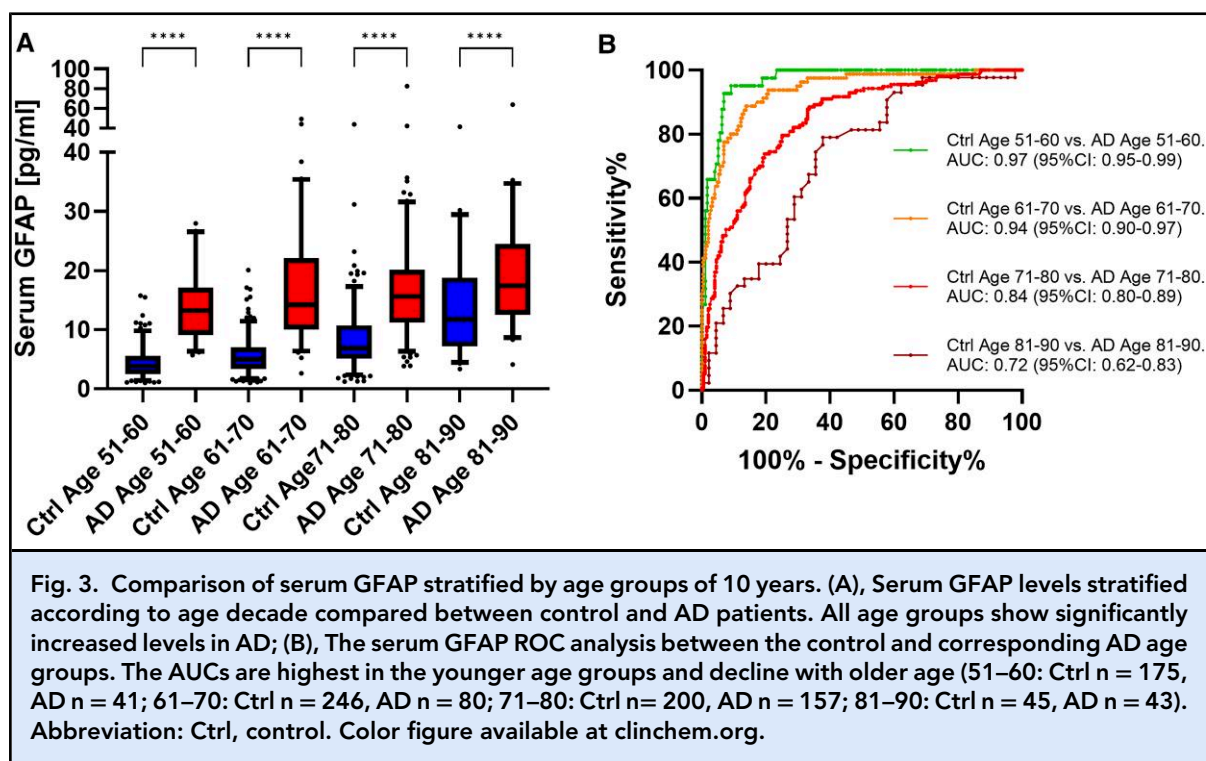 A
**** **** **** ****
Serum GFAP [pg/ml]
100
80
60
40
40
30
20
10
0
Ctrl Age 51-60
AD Age 51-60
Ctrl Age 61-70
AD Age 61-70
Ctrl Age71-80
AD Age 71-80
Ctrl Age 81-90
AD Age 81-90
B
Sensitivity%
100
80
60
40
20
0
0 20 40 60 80 100
100% - Specificity%
Ctrl Age 51-60 vs. AD Age 51-60.
AUC: 0.97 (95%CI: 0.95-0.99)
Ctrl Age 61-70 vs. AD Age 61-70.
AUC: 0.94 (95%CI: 0.90-0.97)
Ctrl Age 71-80 vs. AD Age 71-80.
AUC: 0.84 (95%CI: 0.80-0.89)
Ctrl Age 81-90 vs. AD Age 81-90.
AUC: 0.72 (95%CI: 0.62-0.83)
Fig. 3. Comparison of serum GFAP stratified by age groups of 10 years. (A), Serum GFAP levels stratified
according to age decade compared between control and AD patients. All age groups show significantly
increased levels in AD; (B), The serum GFAP ROC analysis between the control and corresponding AD age
groups. The AUCs are highest in the younger age groups and decline with older age (51–60: Ctrl n = 175,
AD n = 41; 61–70: Ctrl n = 246, AD n = 80; 71–80: Ctrl n= 200, AD n = 157; 81–90: Ctrl n = 45, AD n = 43).
Abbreviation: Ctrl, control. Color figure available at clinchem.org.